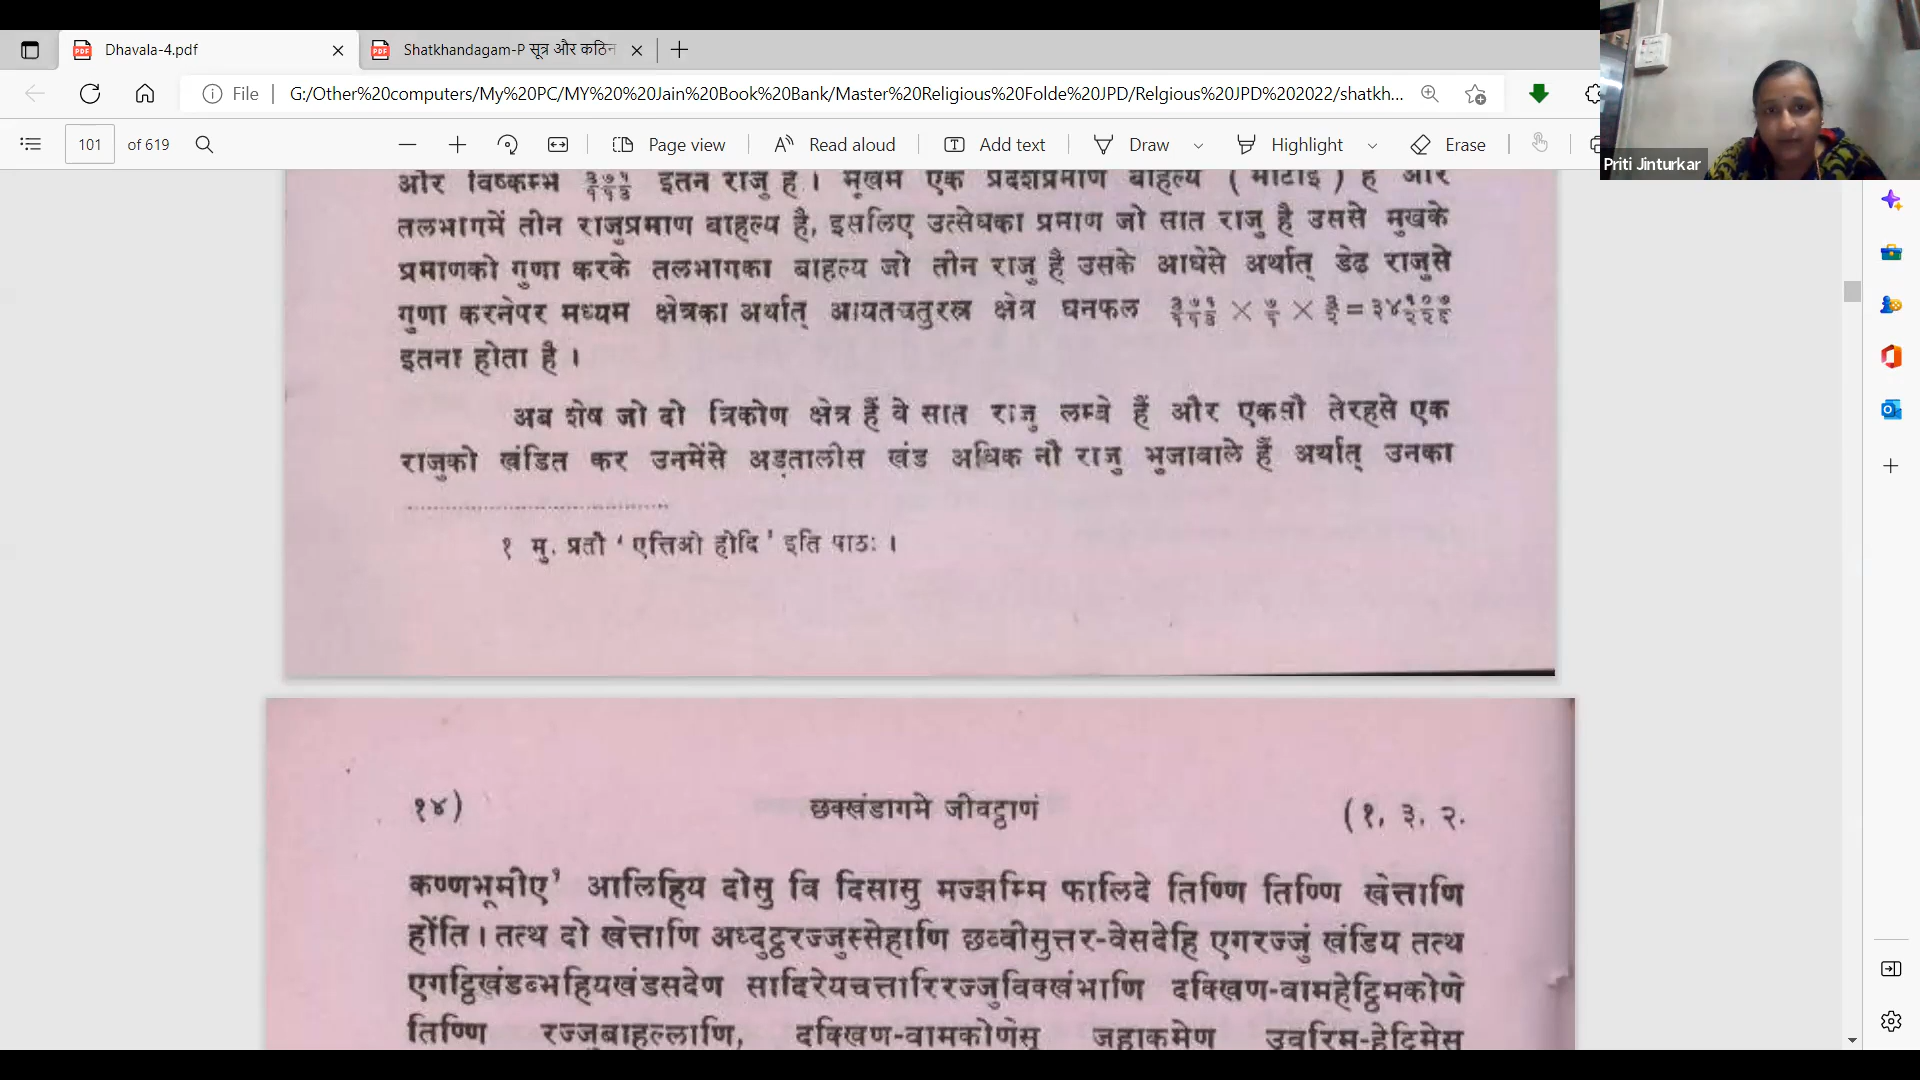 Dhavala-4.pdf
Shatkhandagam-P सूत्र और कठिन
File
G:/Other%20computers/My%20PC/MY%20%20Jain%20Book%20Bank/Master%20Religious%20Folde%20JPD/Relgious%20JPD%202022/shatkh...
101 of 619
Page view
Read aloud
Add text
Draw
Highlight
Erase
Priti Jinturkar
और विष्कम्भ इतने राजु है । मुखमें एक प्रदेशप्रमाण बाहल्य ( मोटाई ) है और
तलभागमें तीन राजुप्रमाण बाहल्य है, इसलिए उत्सेधका प्रमाण जो सात राजु है उससे मुखके
प्रमाणको गुणा करके तलभागका बाहल्य जो तीन राजु है उसके आधेसे अर्थात् डेढ राजुसे
गुणा करनेपर मध्यम क्षेत्रका अर्थात् आयतचतुरस्र क्षेत्र घनफल
इतना होता है ।
अब शेष जो दो त्रिकोण क्षेत्र हैं वे सात राजु लम्बे हैं और एकसौ तेरहसे एक
राजुको खंडित कर उनमेंसे अड़तालीस खंड अधिक नौ राजु भुजावाले हैं अर्थात् उनका
१ मु. प्रतौ ' एत्तिओ होदि ' इति पाठः ।
१४) छक्खंडागमे जीवट्ठाणं (१, ३, २.
कण्णभूमीए' आलिहिय दोसु वि दिसासु मज्झम्मि फालिदे तिण्णि तिण्णि खेत्ताणि
होंति । तत्थ दो खेत्ताणि अध्दुट्ठरज्जुस्सेहाणि छव्वीसुत्तर-वेसदेहि एगरज्जुं खंडिय तत्थ
एगट्ठिखंडब्भहियखंडसदेण सादिरेयचत्तारिरज्जुविक्खंभाणि दक्खिण-वामहेट्ठिमकोणे
तिण्णि रज्जुबाहल्लाणि, दक्खिण-वामकोणेसु जहाकमेण उवरिम-हेट्ठिमेसु